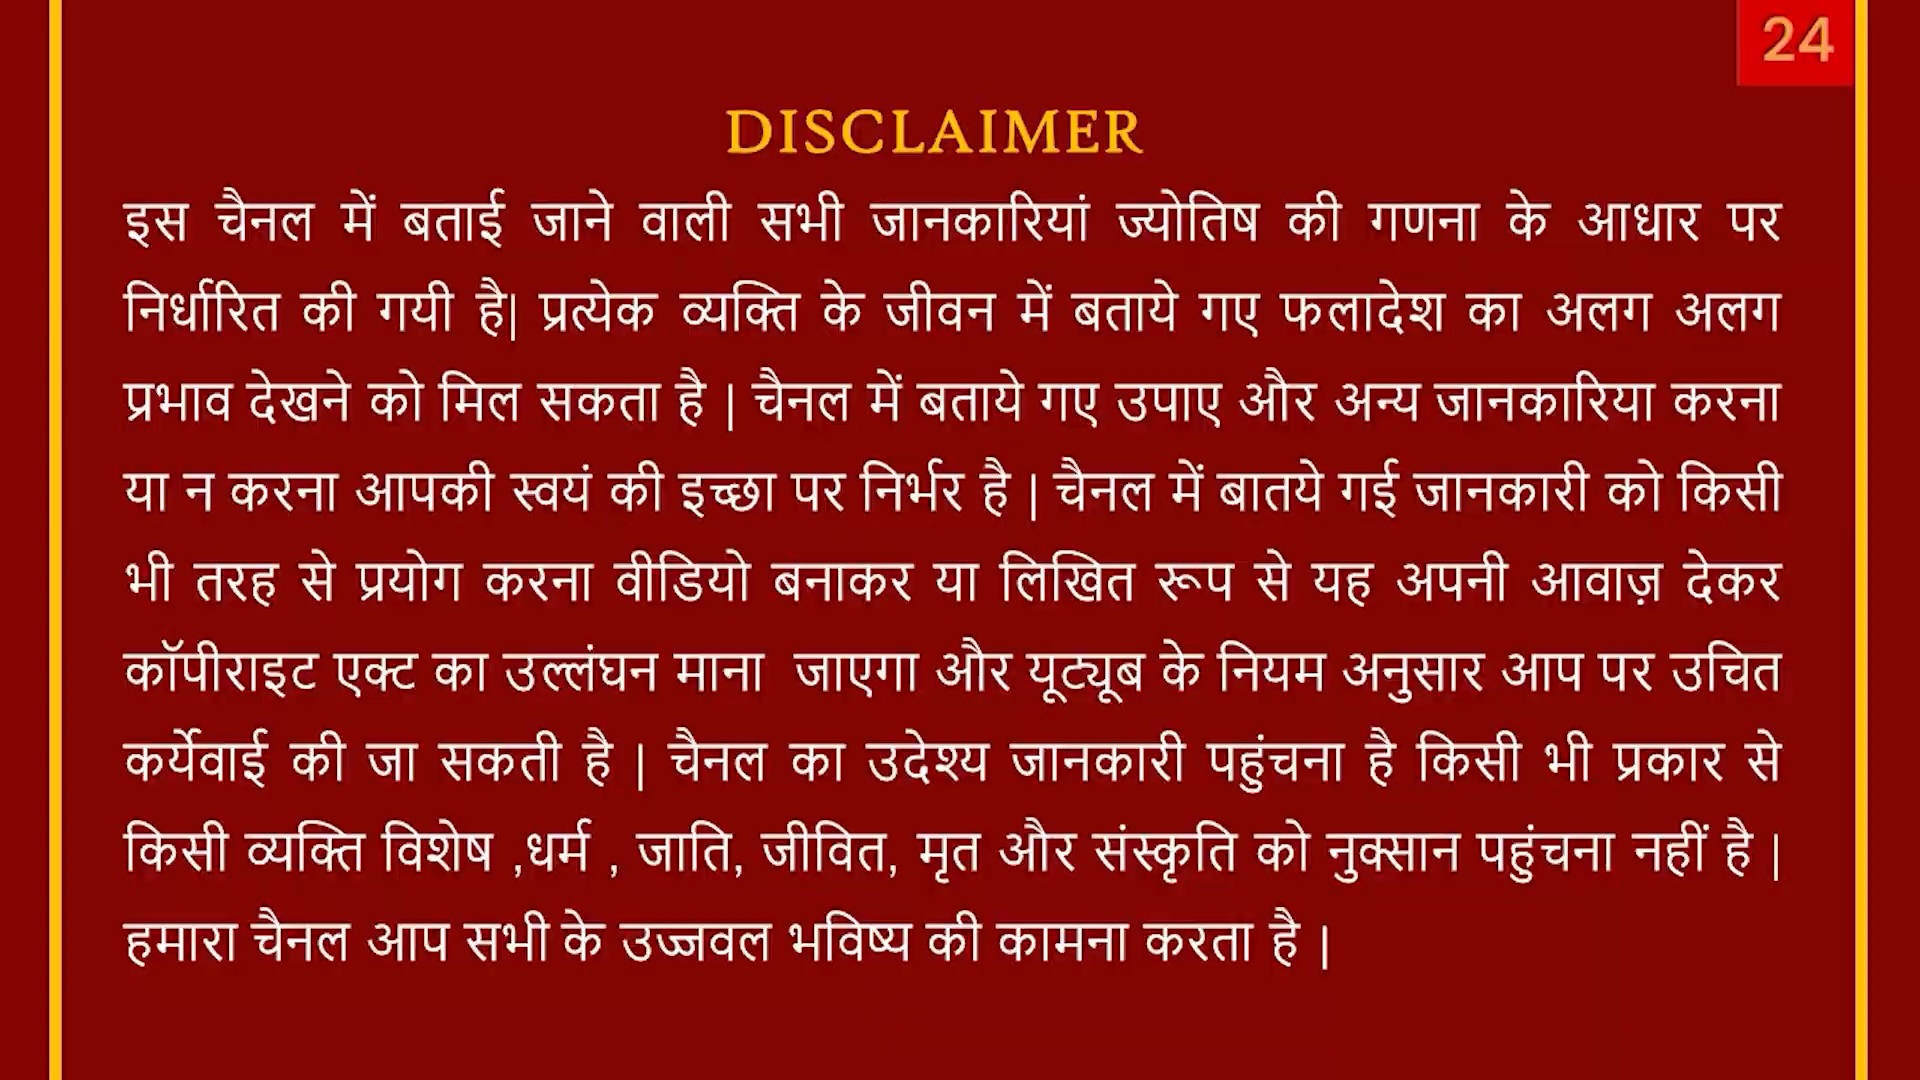 24
DISCLAIMER
इस चैनल में बताई जाने वाली सभी जानकारियां ज्योतिष की गणना के आधार पर
निर्धारित की गयी है| प्रत्येक व्यक्ति के जीवन में बताये गए फलादेश का अलग अलग
प्रभाव देखने को मिल सकता है | चैनल में बताये गए उपाए और अन्य जानकारिया करना
या न करना आपकी स्वयं की इच्छा पर निर्भर है | चैनल में बातये गई जानकारी को किसी
भी तरह से प्रयोग करना वीडियो बनाकर या लिखित रूप से यह अपनी आवाज़ देकर
कॉपीराइट एक्ट का उल्लंघन माना  जाएगा और यूट्यूब के नियम अनुसार आप पर उचित
कर्येवाई की जा सकती है | चैनल का उदेश्य जानकारी पहुंचना है किसी भी प्रकार से
किसी व्यक्ति विशेष ,धर्म , जाति, जीवित, मृत और संस्कृति को नुक्सान पहुंचना नहीं है |
हमारा चैनल आप सभी के उज्जवल भविष्य की कामना करता है |